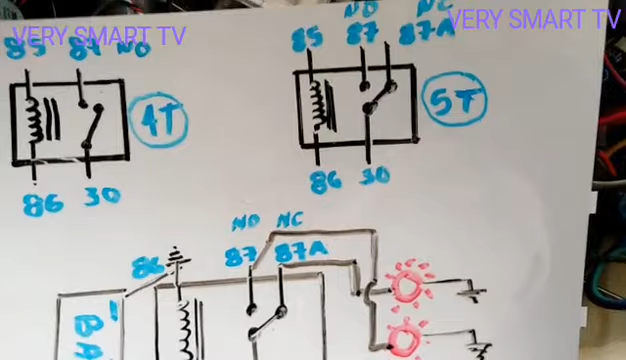 VERY SMART TV
VERY SMART TV
85 87 NO
4T
86 30
NO NC
85 87 87A
5T
86 30
NO NC
86 87 87A
BA